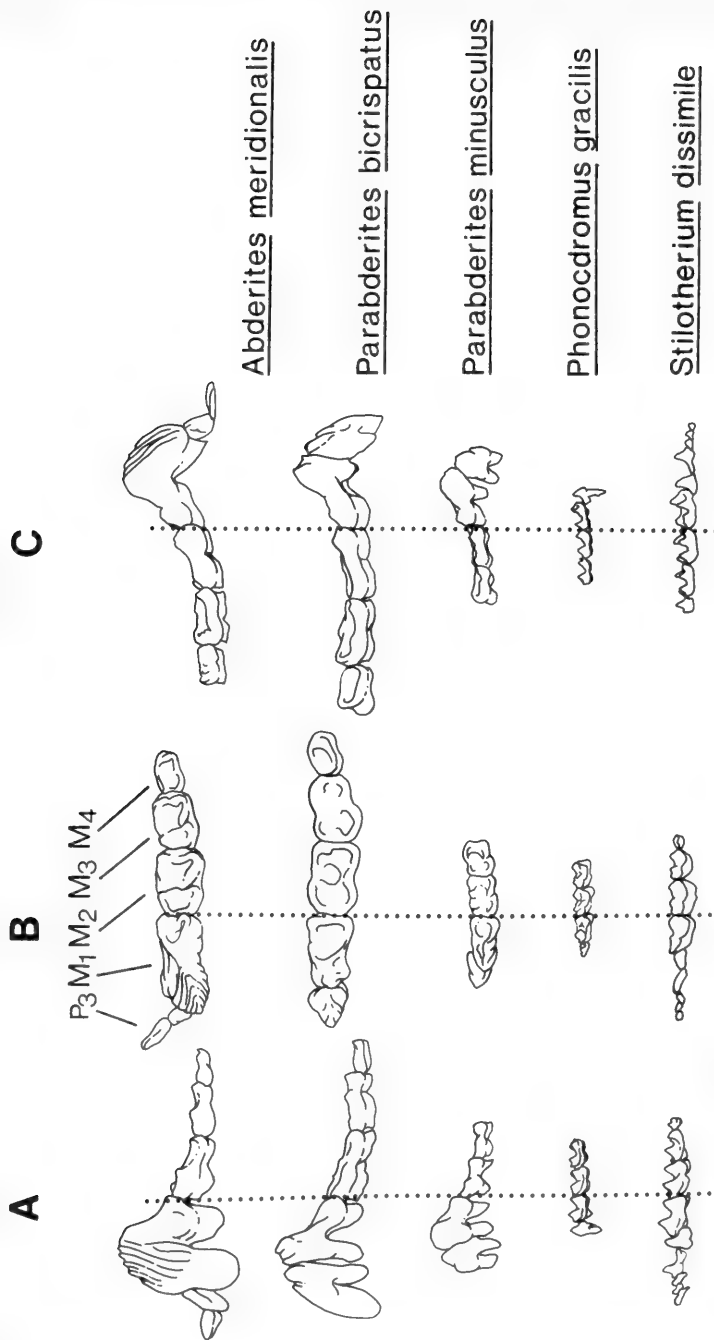 A
B
C
P3 M1 M2 M3 M4
Abderites meridionalis
Parabderites bicrispatus
Parabderites minusculus
Phonocdromus gracilis
Stilotherium dissimile